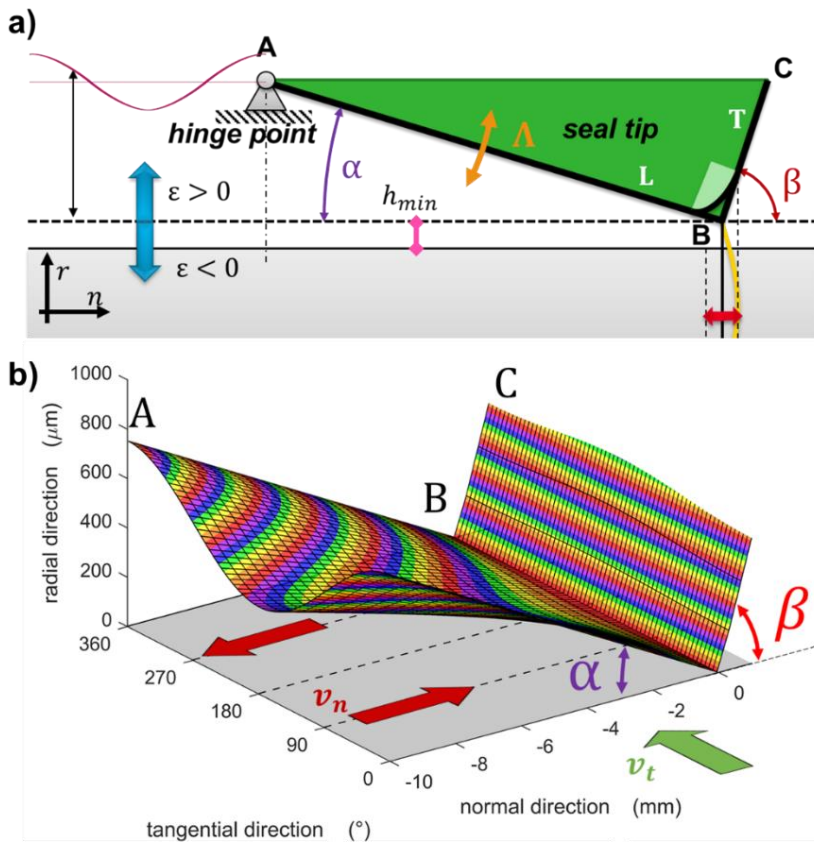 a)
A
C
hinge point
seal tip
T
Λ
α
L
β
ε > 0
h_min
B
ε < 0
r
n
b)
1000
800
600
400
200
0
radial direction (μm)
A
B
C
360
270
180
90
0
-10
-8
-6
-4
-2
0
v_n
α
β
v_t
normal direction (mm)
tangential direction (°)